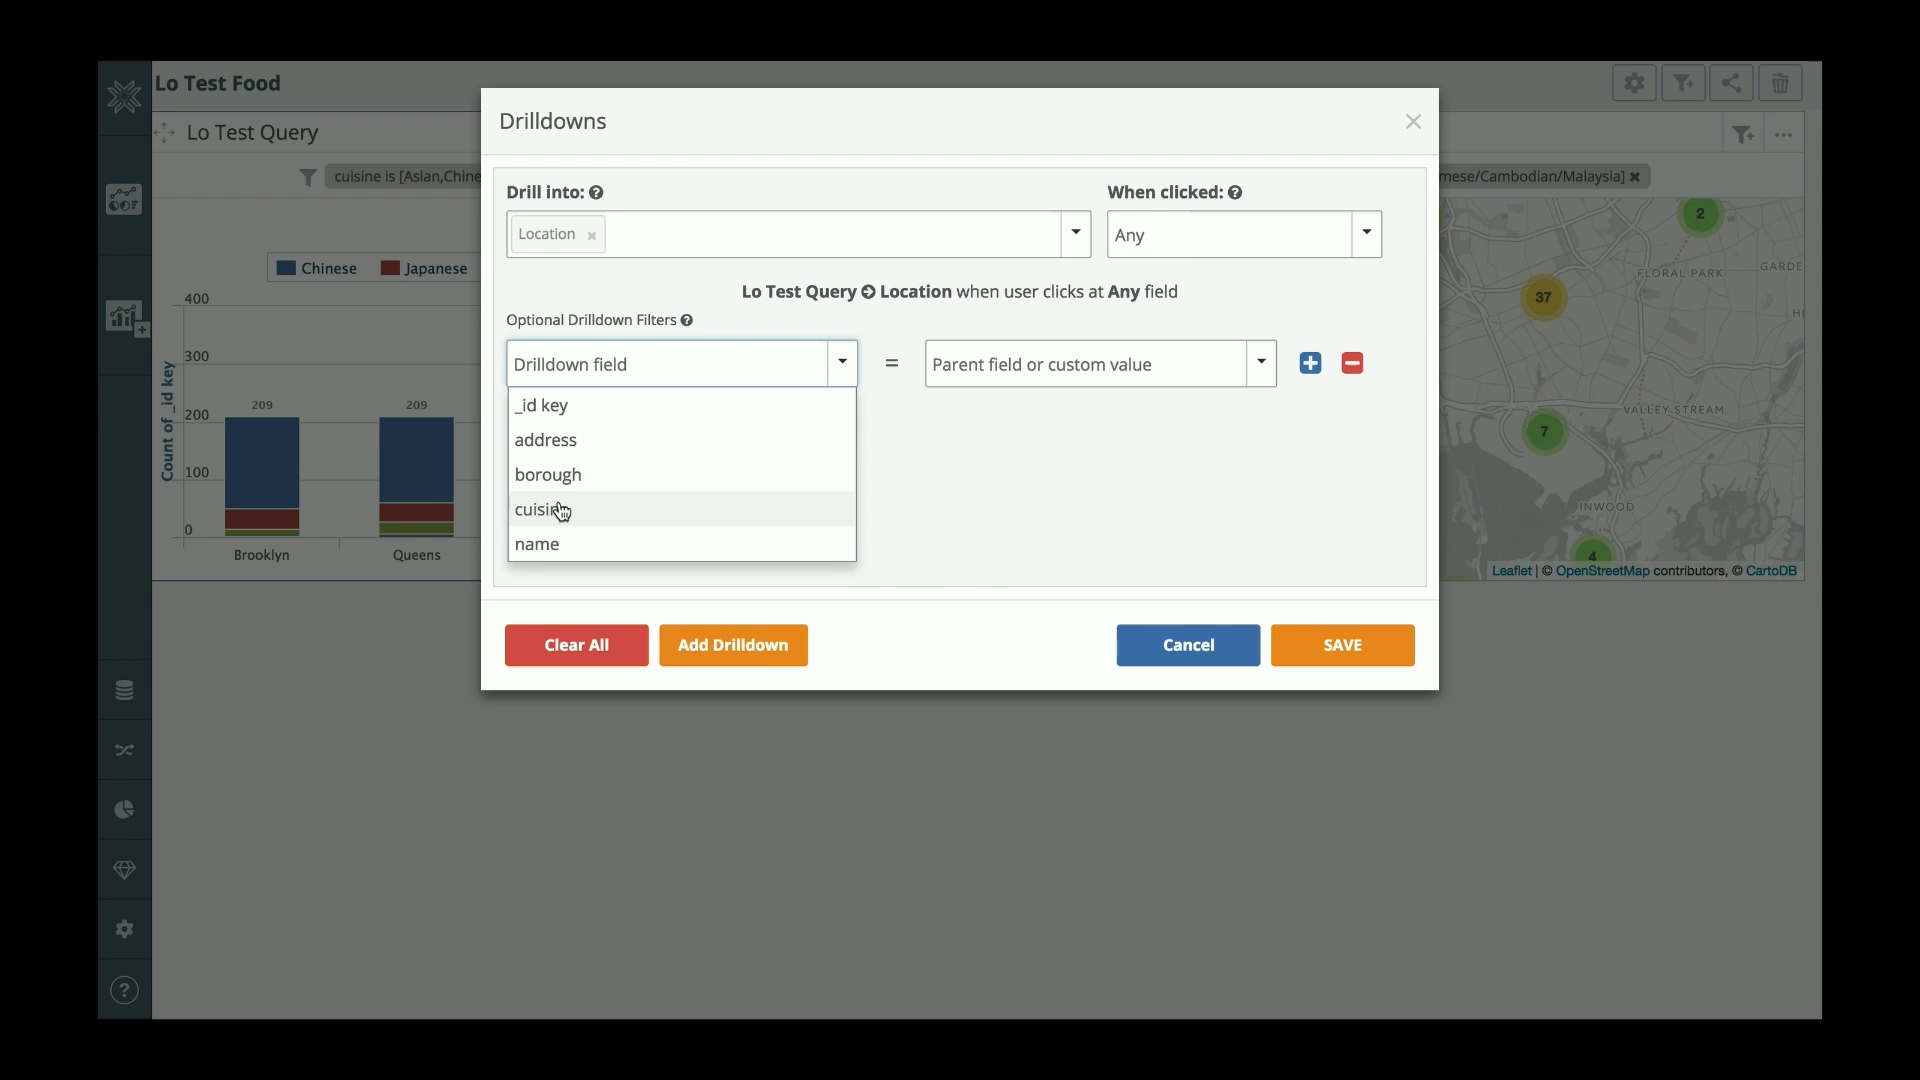 Lo Test Food
Lo Test Query
cuisine is [Asian,Chine
Chinese
Japanese
Count of _id key
400
300
200
100
0
209
209
Brooklyn
Queens
Drilldowns
Drill into:
When clicked:
Location
Any
Lo Test Query Location when user clicks at Any field
Optional Drilldown Filters
Drilldown field
=
Parent field or custom value
_id key
address
borough
name
Clear All
Add Drilldown
Cancel
SAVE
mese/Cambodian/Malaysia]
2
37
FLORAL PARK
GARDE
7
VALLEY STREAM
INWOOD
4
Leaflet | © OpenStreetMap contributors, © CartoDB